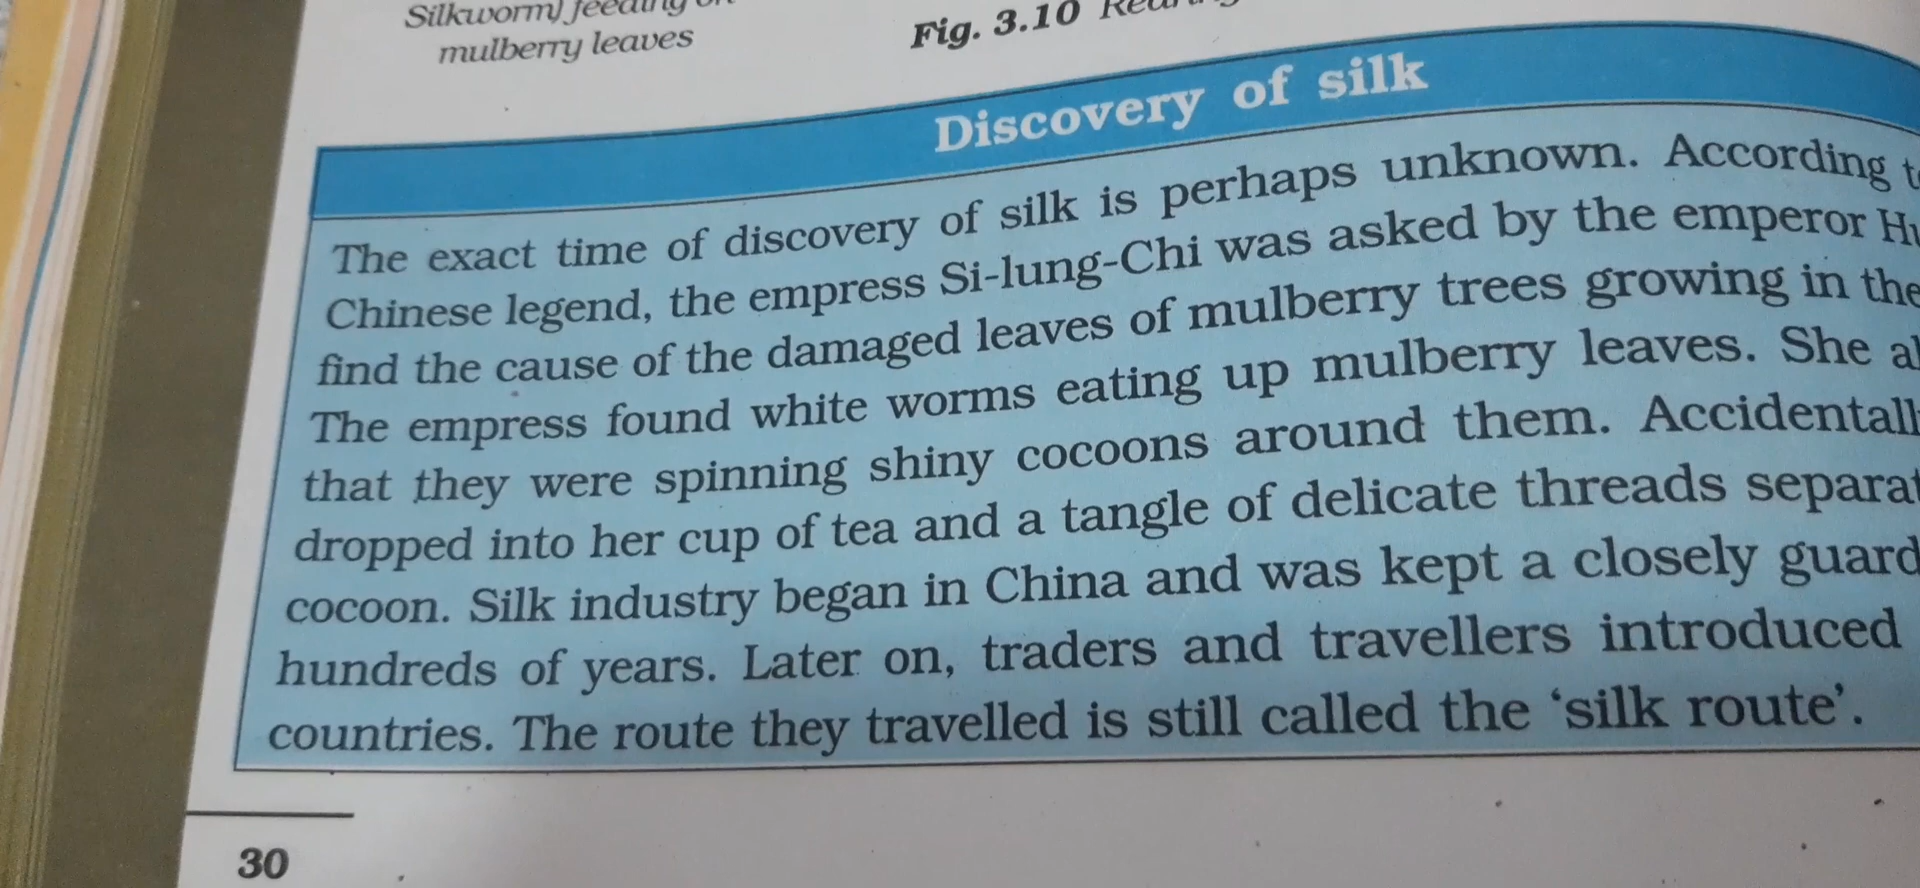 Silkworm) feeding on
mulberry leaves
Fig. 3.10
Discovery of silk
The exact time of discovery of silk is perhaps unknown. According
Chinese legend, the empress Si-lung-Chi was asked by the emperor
find the cause of the damaged leaves of mulberry trees growing in the
The empress found white worms eating up mulberry leaves. She
that they were spinning shiny cocoons around them.
dropped into her cup of tea and a tangle of delicate threads
cocoon. Silk industry began in China and was kept a closely
hundreds of years. Later on, traders and travellers introduced
countries. The route they travelled is still called the ‘silk route’.
30